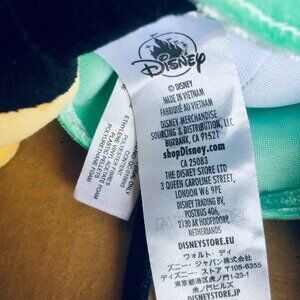 Disney
© DISNEY
MADE IN VIETNAM
FABRIQUÉ AU VIETNAM
DISNEY MERCHANDISE
SOURCING & DISTRIBUTION, LLC
BURBANK, CA 91521
shopDisney.com
CA 25083
THE DISNEY STORE LTD
3 QUEEN CAROLINE STREET,
LONDON W6 9PE
DISNEY TRADING BV,
POSTBUS 406,
2130 AK HOOFDDORP
NETHERLANDS
DISNEYSTORE.EU
ウォルト・ディ
ズニー・ジャパン(株)デ
ィズニーストア 〒105-6355
東京都港区虎ノ門1-23-1
虎ノ門ヒルズ
DISNEYSTORE.JP